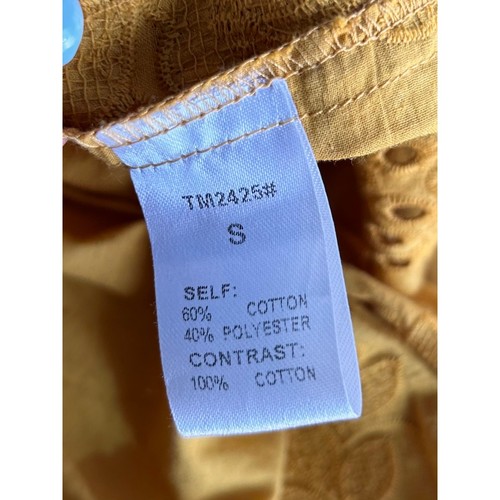 TM2425#
S
SELF:
60% COTTON
40% POLYESTER
CONTRAST:
100% COTTON